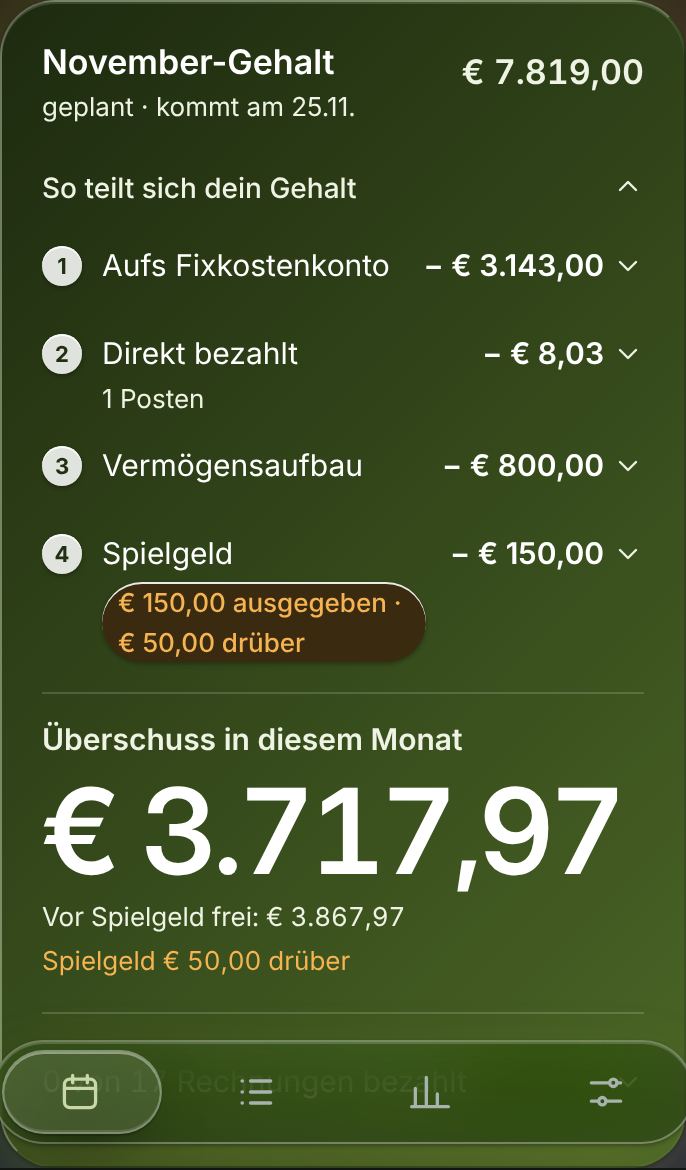 November-Gehalt
€ 7.819,00
geplant · kommt am 25.11.
So teilt sich dein Gehalt
1 Aufs Fixkostenkonto – € 3.143,00
2 Direkt bezahlt – € 8,03
1 Posten
3 Vermögensaufbau – € 800,00
4 Spielgeld – € 150,00
€ 150,00 ausgegeben ·
€ 50,00 drüber
Überschuss in diesem Monat
€ 3.717,97
Vor Spielgeld frei: € 3.867,97
Spielgeld € 50,00 drüber
0 von 17 Rechnungen bezahlt